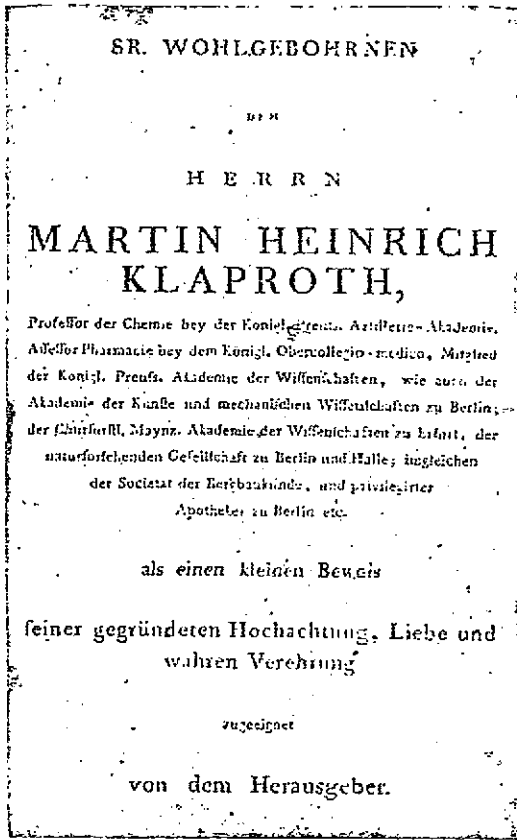 SR. WOHLGEBOHRNEN
DEM
HERRN
MARTIN HEINRICH
KLAPROTH,
Profeſſor der Chemie bey der Königl. Preuſs. Artillerie-Akademie,
Aſſeſſor Pharmacie bey dem Königl. Obercollegio-medico, Mitglied
der Königl. Preuſs. Akademie der Wiſſenſchaften, wie auch der
Akademie der Künſte und mechaniſchen Wiſſenſchaften zu Berlin;
der Churfürſtl. Maynz. Akademie der Wiſſenſchaften zu Erfurt, der
naturforſchenden Geſellſchaft zu Berlin und Halle; ingleichen
der Societät der Bergbaukunde, und privilegirter
Apotheker zu Berlin etc.
als einen kleinen Beweis
ſeiner gegründeten Hochachtung, Liebe und
wahren Verehrung
zugeeignet
von dem Herausgeber.